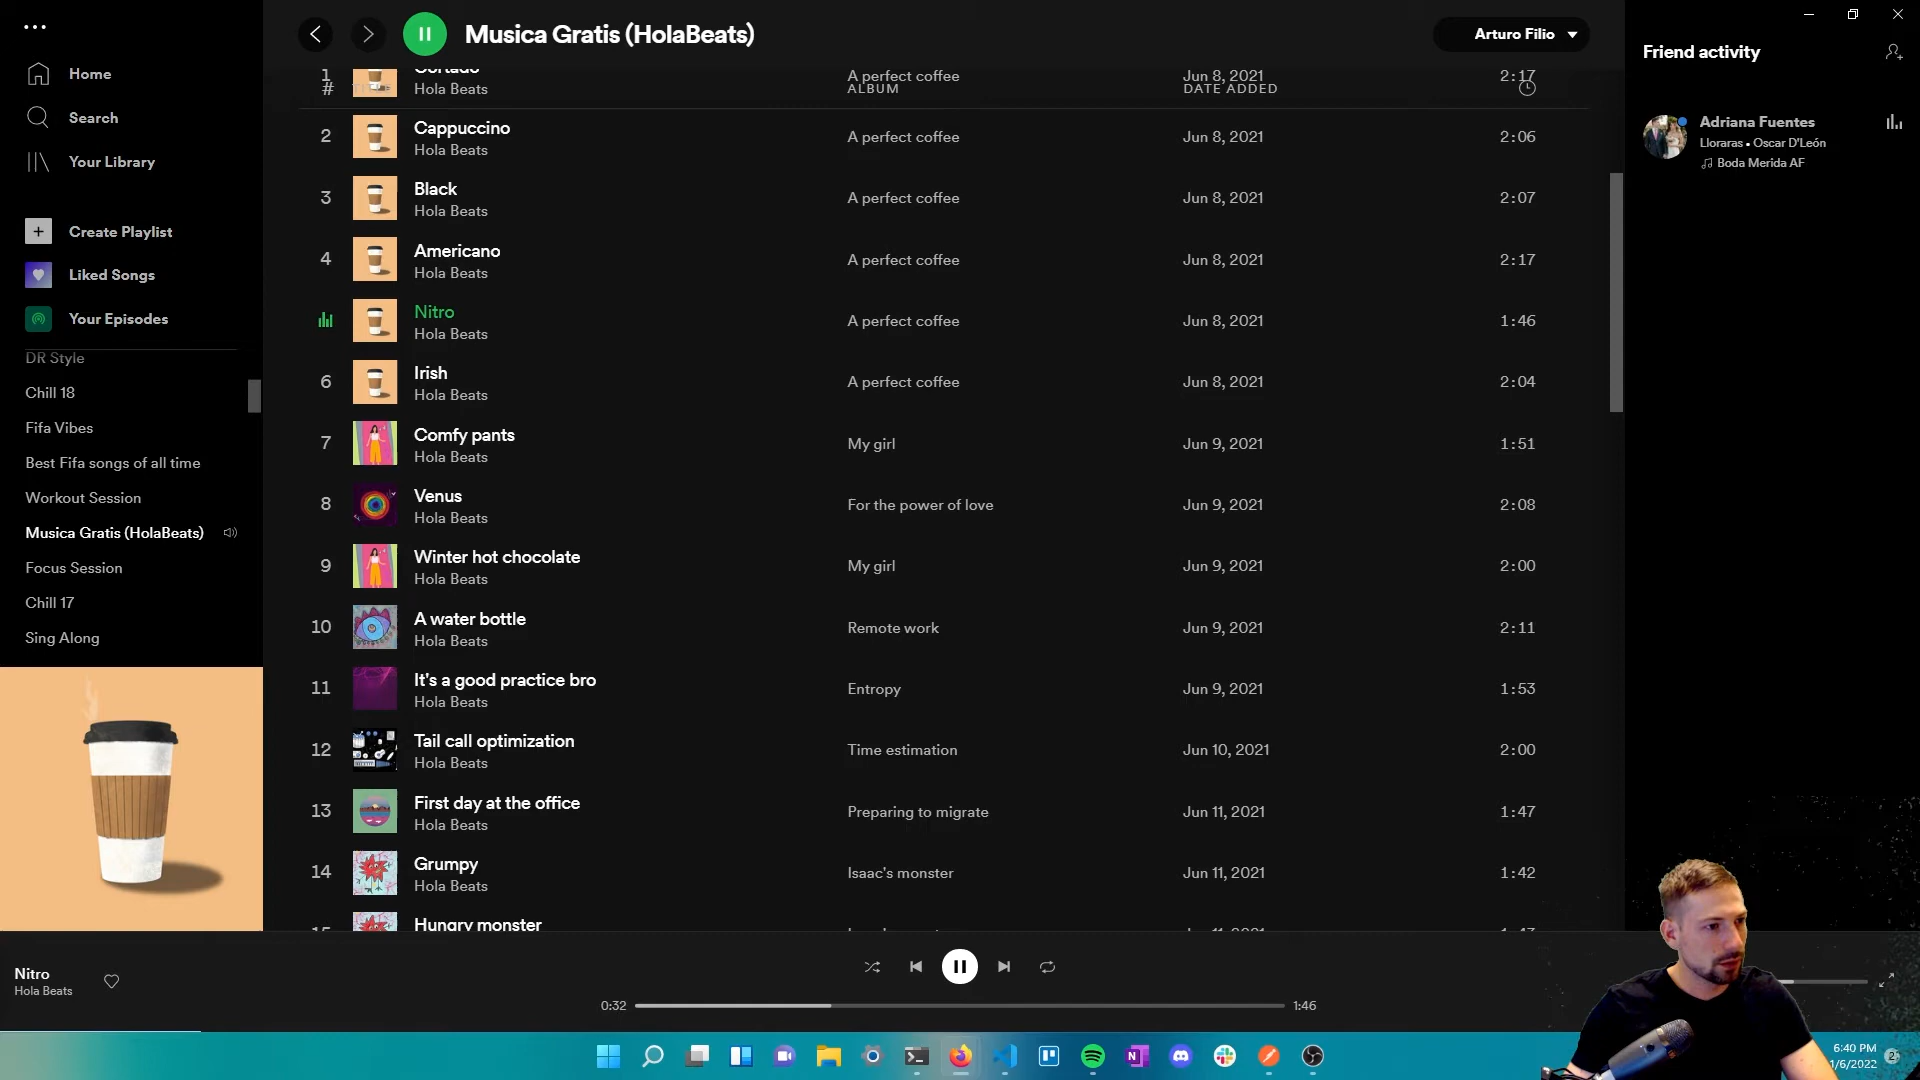 Musica Gratis (HolaBeats)
Arturo Filio
Friend activity
Home
Search
Your Library
Create Playlist
Liked Songs
Your Episodes
DR Style
Chill 18
Fifa Vibes
Best Fifa songs of all time
Workout Session
Musica Gratis (HolaBeats)
Focus Session
Chill 17
Sing Along
# ALBUM DATE ADDED
1 Cortado A perfect coffee Jun 8, 2021 2:17
Hola Beats
2 Cappuccino A perfect coffee Jun 8, 2021 2:06
Hola Beats
3 Black A perfect coffee Jun 8, 2021 2:07
Hola Beats
4 Americano A perfect coffee Jun 8, 2021 2:17
Hola Beats
Nitro A perfect coffee Jun 8, 2021 1:46
Hola Beats
6 Irish A perfect coffee Jun 8, 2021 2:04
Hola Beats
7 Comfy pants My girl Jun 9, 2021 1:51
Hola Beats
8 Venus For the power of love Jun 9, 2021 2:08
Hola Beats
9 Winter hot chocolate My girl Jun 9, 2021 2:00
Hola Beats
10 A water bottle Remote work Jun 9, 2021 2:11
Hola Beats
11 It's a good practice bro Entropy Jun 9, 2021 1:53
Hola Beats
12 Tail call optimization Time estimation Jun 10, 2021 2:00
Hola Beats
13 First day at the office Preparing to migrate Jun 11, 2021 1:47
Hola Beats
14 Grumpy Isaac's monster Jun 11, 2021 1:42
Hola Beats
Hungry monster
Adriana Fuentes
Lloraras • Oscar D'León
Boda Merida AF
Nitro
Hola Beats
0:32 1:46
6:40 PM
1/6/2022
2